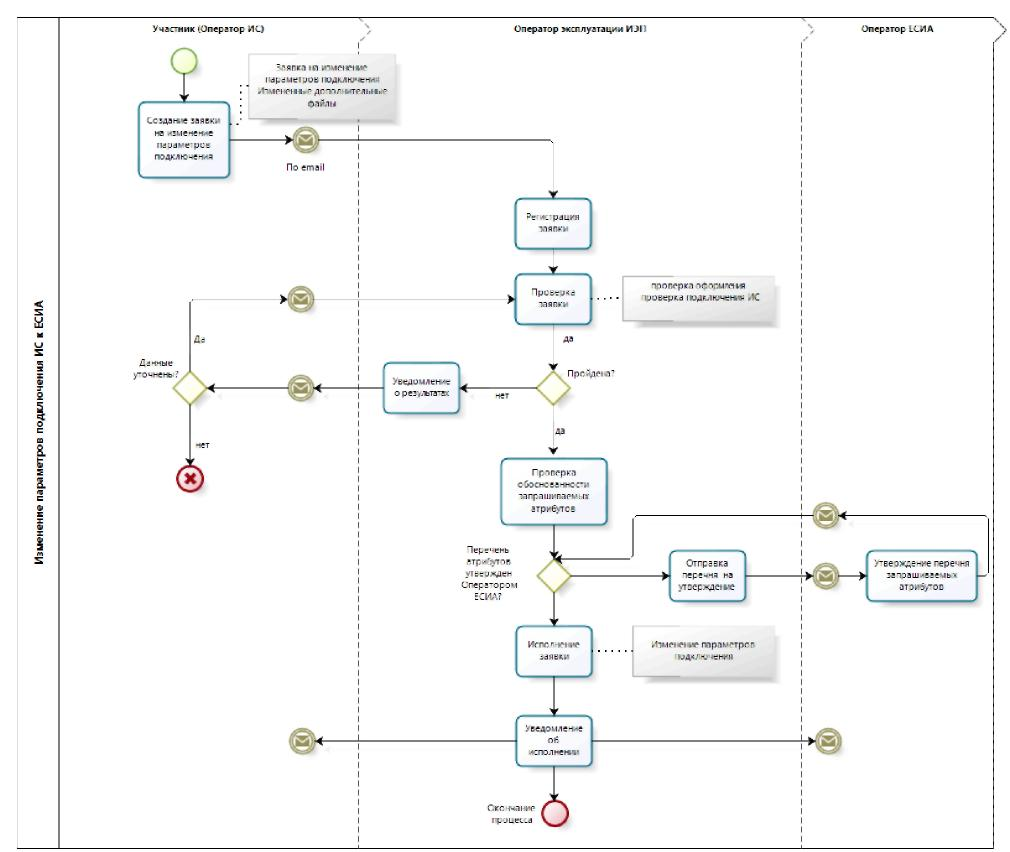 Изменение параметров подключения ИС к ЕСИА
Участник (Оператор ИС)
Оператор эксплуатации ИЭП
Оператор ЕСИА
Заявка на изменение
параметров подключения
Измененные дополнительные
файлы
Создание заявки
на изменение
параметров
подключения
По email
Регистрация
заявки
Проверка
заявки
проверка оформления
проверка подключения ИС
Да
да
Данные
уточнены?
Уведомление
о результатах
нет
Пройдена?
да
нет
Проверка
обоснованности
запрашиваемых
атрибутов
Перечень
атрибутов
утвержден
Оператором
ЕСИА?
Отправка
перечня на
утверждение
Утверждение перечня
запрашиваемых
атрибутов
Исполнение
заявки
Изменение параметров
подключения
Уведомление
об
исполнении
Окончание
процесса